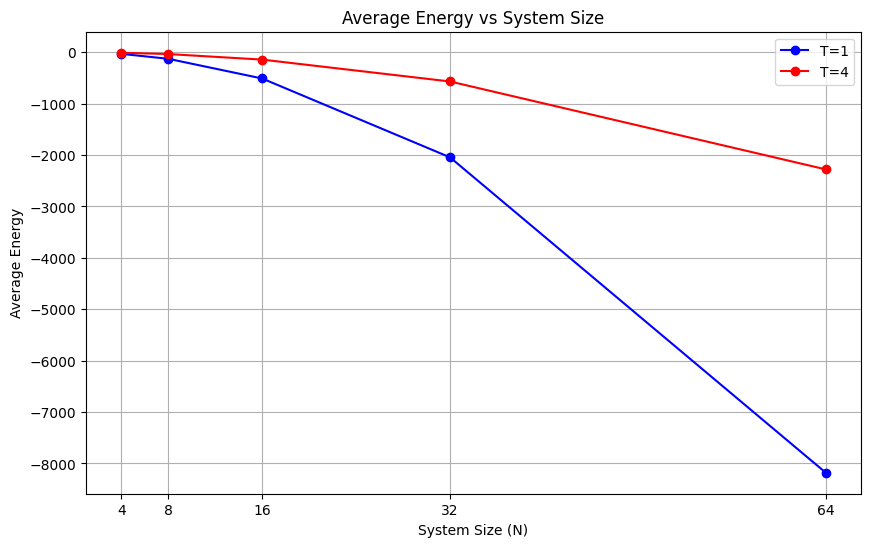 Average Energy vs System Size
T=1
T=4
0
−1000
−2000
−3000
−4000
−5000
−6000
−7000
−8000
Average Energy
4 8 16 32 64
System Size (N)